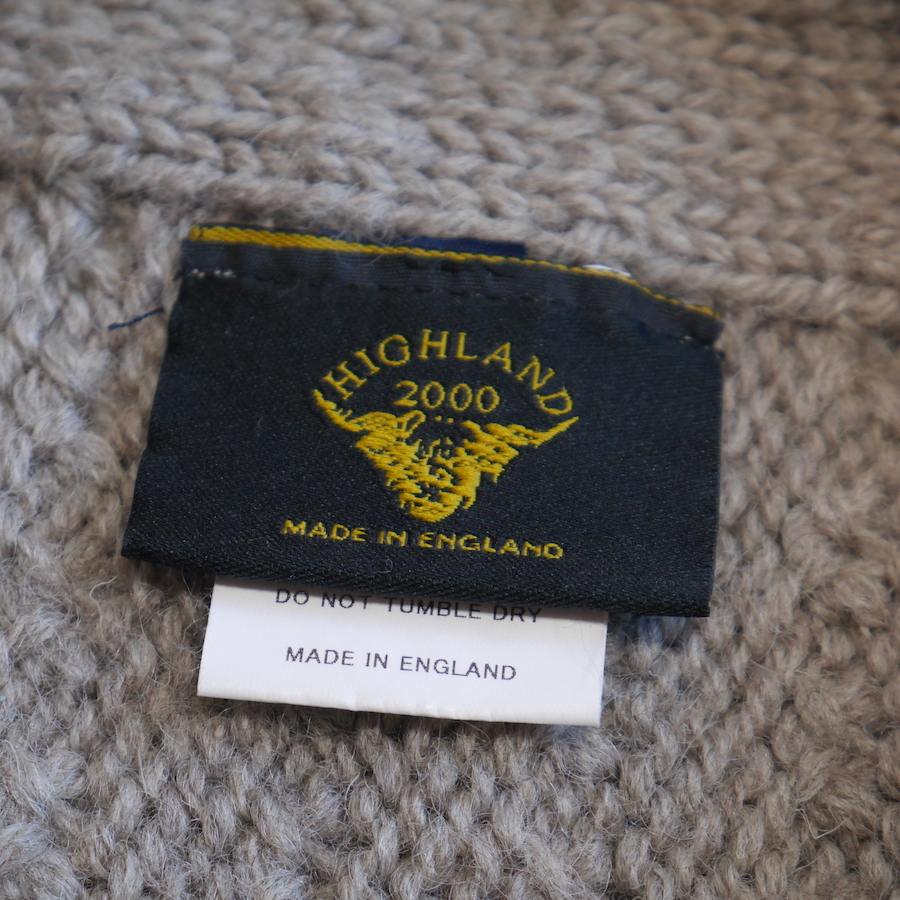 HIGHLAND
2000
MADE IN ENGLAND
DO NOT TUMBLE DRY
MADE IN ENGLAND